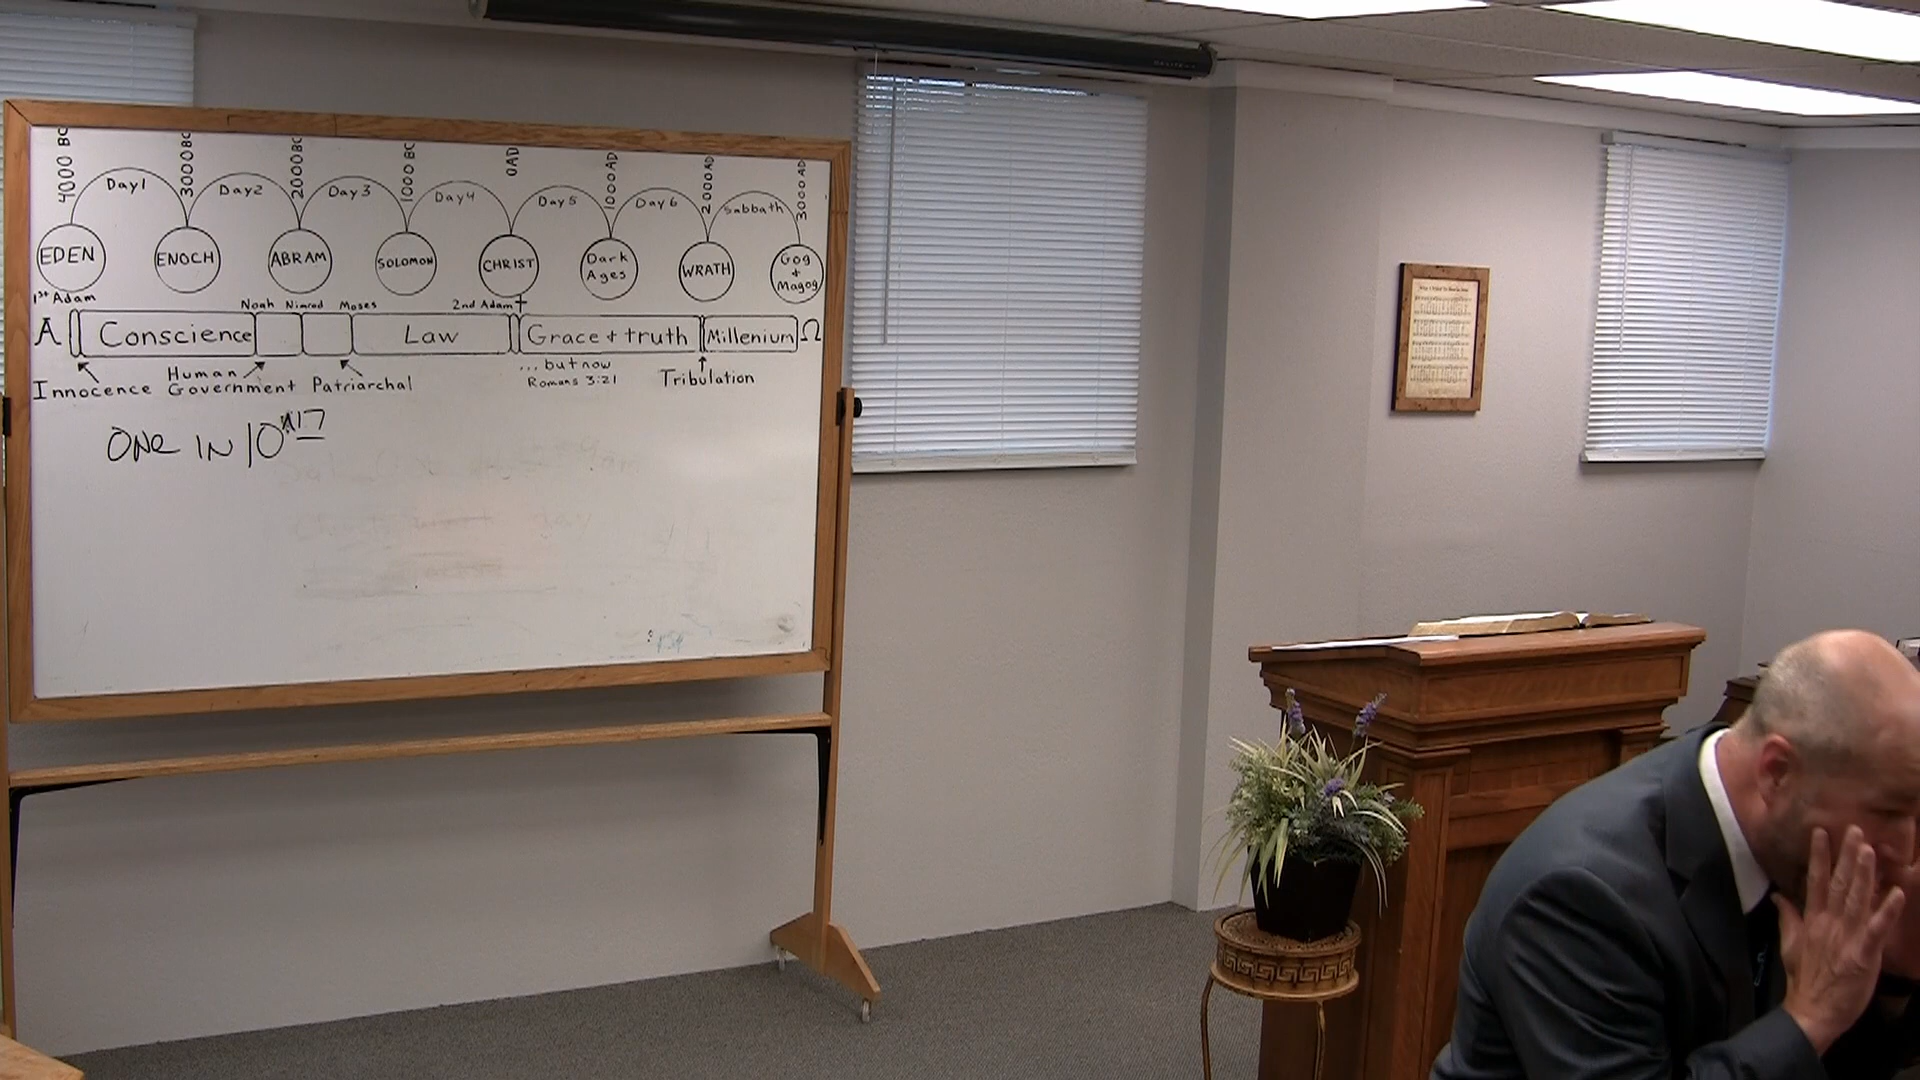 4000 BC 3000 BC 2000 BC 1000 BC 0 AD 1000 AD 2000 AD 3000 AD
Day 1 Day 2 Day 3 Day 4 Day 5 Day 6 Sabbath
EDEN ENOCH ABRAM SOLOMON CHRIST Dark Ages WRATH Gog + Magog
1st Adam Noah Nimrod Moses 2nd Adam
A Conscience Law Grace + truth Millenium Ω
Innocence Human Government Patriarchal ... but now Romans 3:21 Tribulation
ONE IN 10 17